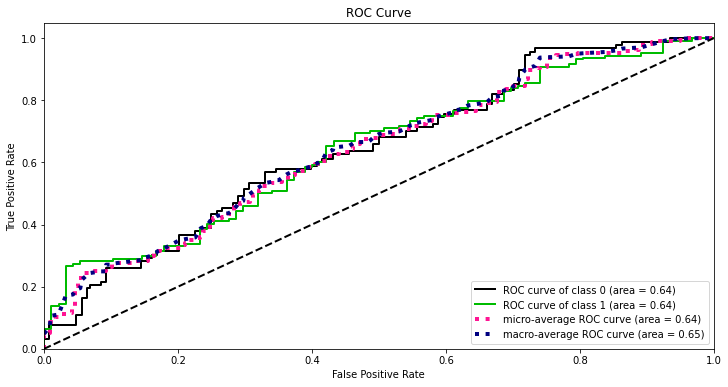 ROC Curve
1.0
0.8
0.6
0.4
0.2
0.0
True Positive Rate
ROC curve of class 0 (area = 0.64)
ROC curve of class 1 (area = 0.64)
micro-average ROC curve (area = 0.64)
macro-average ROC curve (area = 0.65)
0.0 0.2 0.4 0.6 0.8 1.0
False Positive Rate